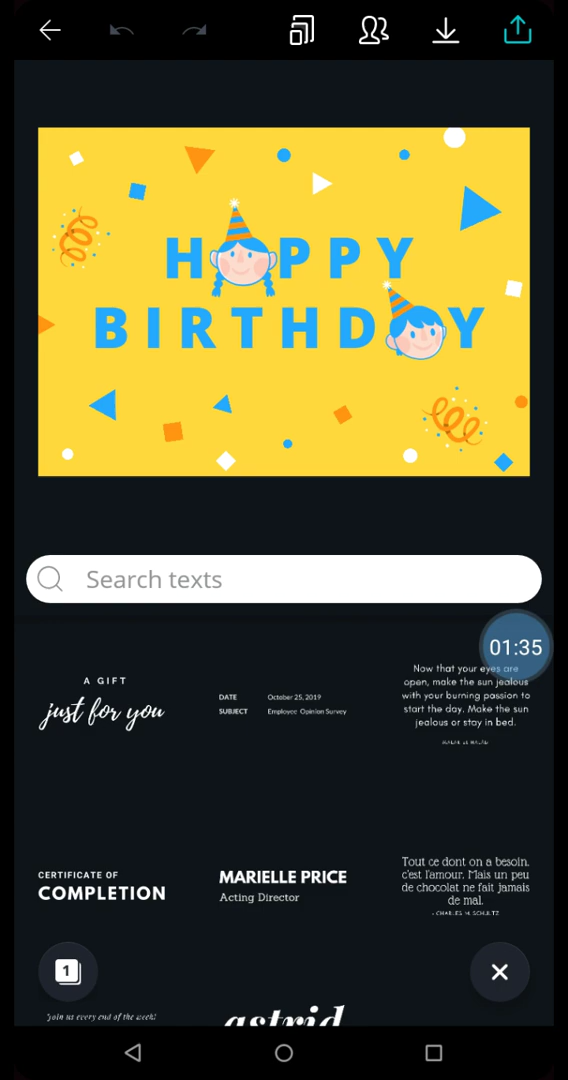 H PPY
BIRTHD Y
Search texts
01:35
A GIFT
just for you
DATE October 25, 2019
SUBJECT Employee Opinion Survey
Now that your eyes are
open, make the sun jealous
with your burning passion to
start the day. Make the sun
jealous or stay in bed.
CERTIFICATE OF
COMPLETION
MARIELLE PRICE
Acting Director
Tout ce dont on a besoin,
c'est l'amour. Mais un peu
de chocolat ne fait jamais
de mal.
- CHARLES M. SCHULTZ
1
Join us every end of the week!
astrid